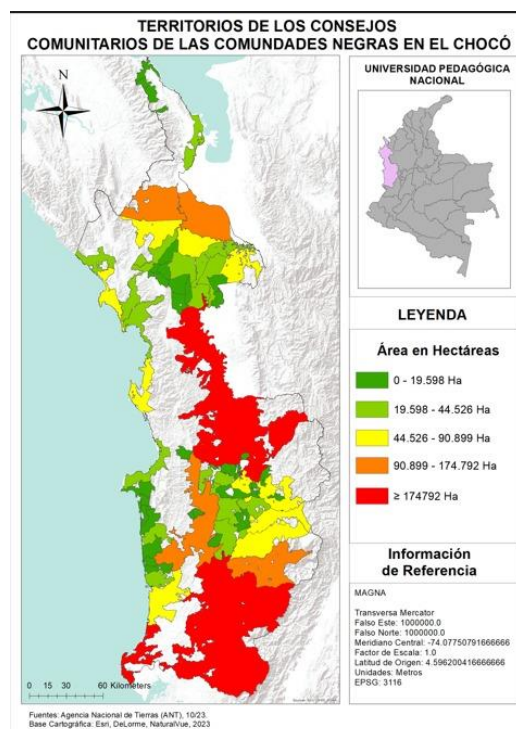 TERRITORIOS DE LOS CONSEJOS
COMUNITARIOS DE LAS COMUNDADES NEGRAS EN EL CHOCÓ
N
UNIVERSIDAD PEDAGÓGICA
NACIONAL
LEYENDA
Área en Hectáreas
0 - 19.598 Ha
19.598 - 44.526 Ha
44.526 - 90.899 Ha
90.899 - 174.792 Ha
≥ 174792 Ha
Información
de Referencia
MAGNA
Transversa Mercator
Falso Este: 1000000.0
Falso Norte: 1000000.0
Meridiano Central: -74.07750791666666
Factor de Escala: 1.0
Latitud de Origen: 4.596200416666666
Unidades: Metros
EPSG: 3116
0 15 30 60 Kilometers
Fuentes: Agencia Nacional de Tierras (ANT), 10/23.
Base Cartográfica: Esri, DeLorme, NaturalVue, 2023